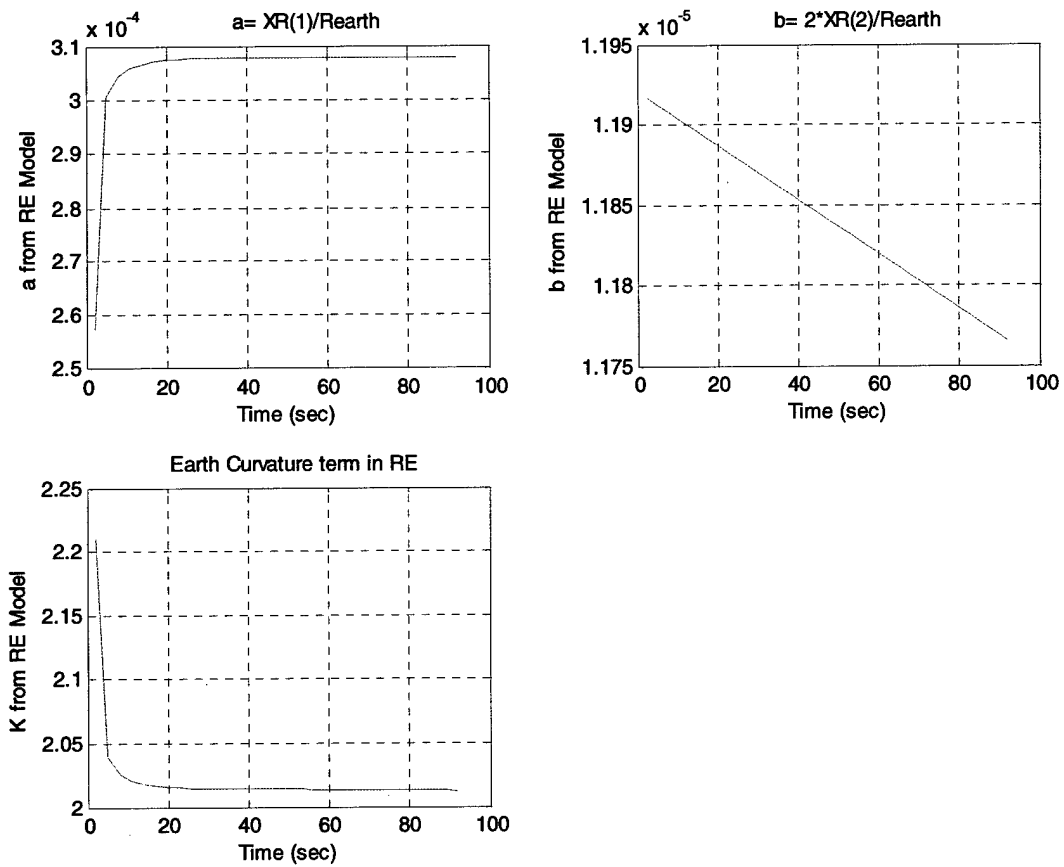 x 10^-4
a= XR(1)/Rearth
3.1
3
2.9
2.8
2.7
2.6
2.5
a from RE Model
0 20 40 60 80 100
Time (sec)
x 10^-5
b= 2*XR(2)/Rearth
1.195
1.19
1.185
1.18
1.175
b from RE Model
0 20 40 60 80 100
Time (sec)
Earth Curvature term in RE
2.25
2.2
2.15
2.1
2.05
2
K from RE Model
0 20 40 60 80 100
Time (sec)